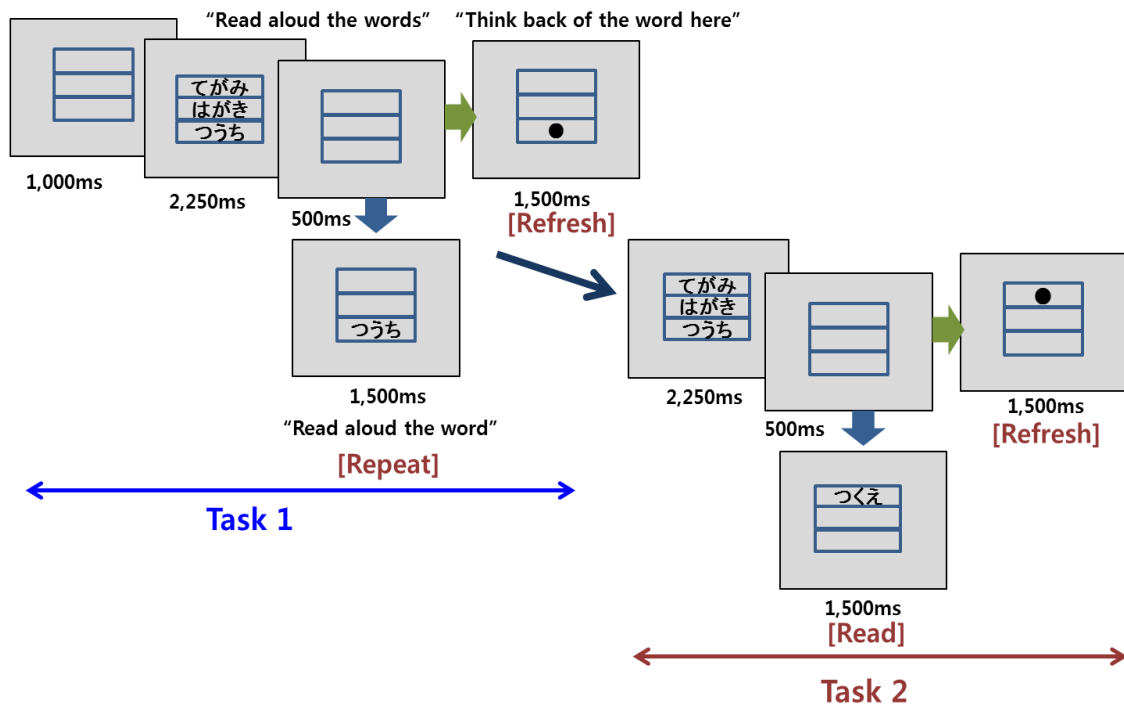 “Read aloud the words”
“Think back of the word here”
てがみ
はがき
つうち
1,000ms
2,250ms
500ms
1,500ms
[Refresh]
つうち
1,500ms
“Read aloud the word”
[Repeat]
Task 1
てがみ
はがき
つうち
2,250ms
500ms
1,500ms
[Refresh]
つくえ
1,500ms
[Read]
Task 2